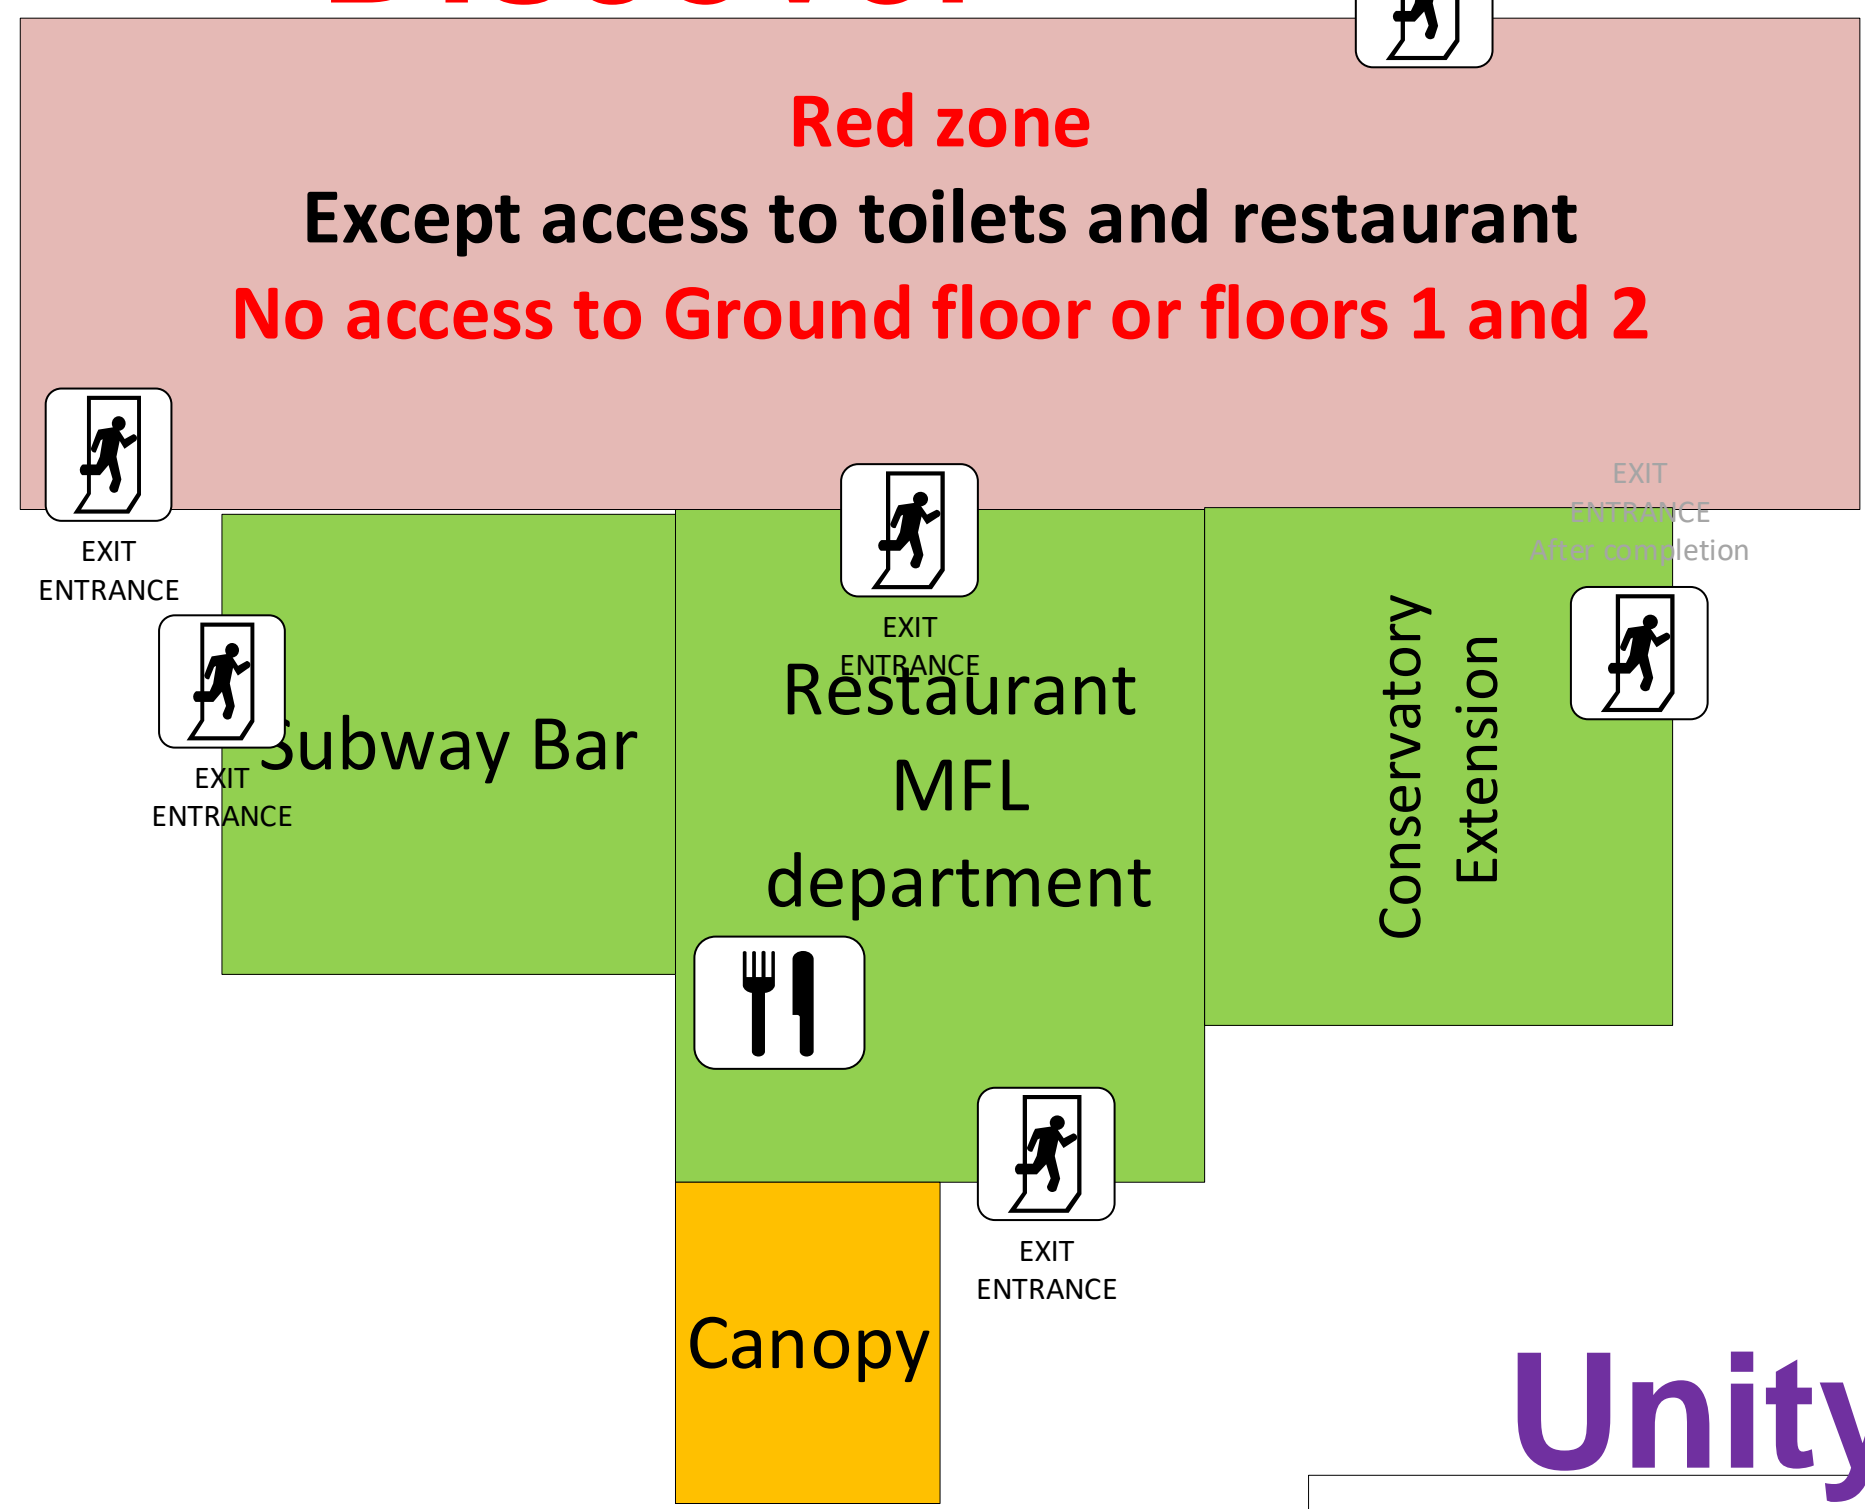 Discover
Red zone
Except access to toilets and restaurant
No access to Ground floor or floors 1 and 2
EXIT
ENTRANCE
EXIT
ENTRANCE
After completion
EXIT
ENTRANCE
Restaurant
MFL
department
Conservatory
Extension
Subway Bar
EXIT
ENTRANCE
EXIT
ENTRANCE
Canopy
Unity